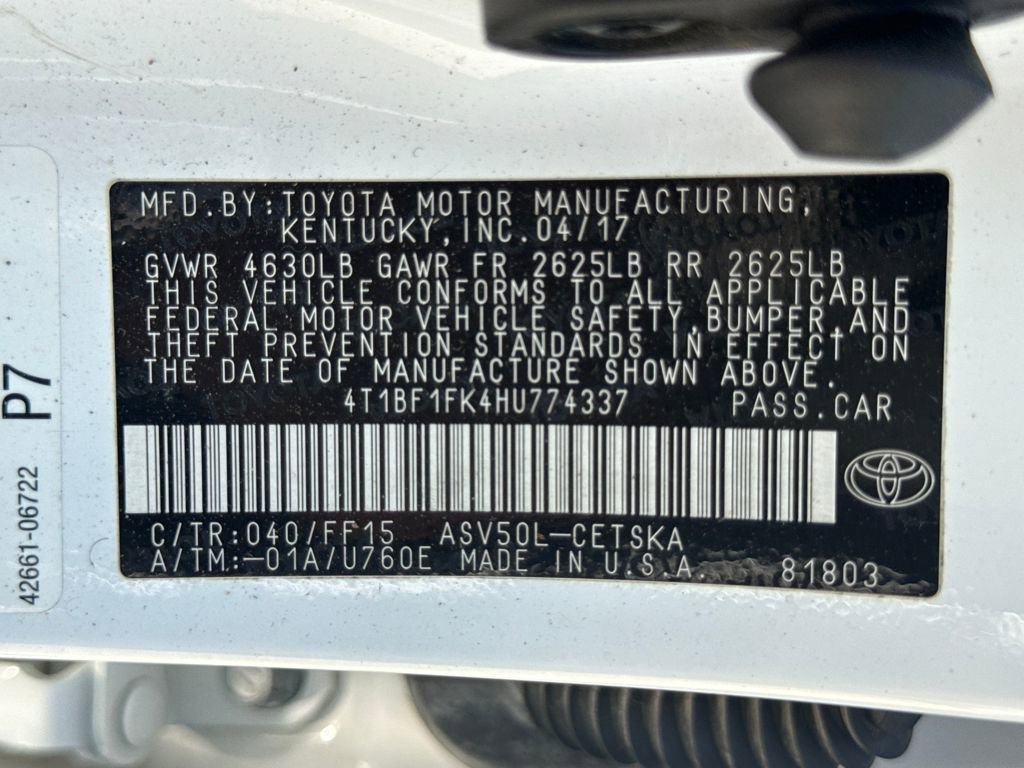 MFD.BY:TOYOTA MOTOR MANUFACTURING,
KENTUCKY,INC.04/17
GVWR 4630LB GAWR FR 2625LB RR 2625LB
THIS VEHICLE CONFORMS TO ALL APPLICABLE
FEDERAL MOTOR VEHICLE SAFETY,BUMPER,AND
THEFT PREVENTION STANDARDS IN EFFECT ON
THE DATE OF MANUFACTURE SHOWN ABOVE.
4T1BF1FK4HU774337 PASS.CAR
C/TR:040/FF15 ASV50L-CETSKA
A/TM:-01A/U760E MADE IN U.S.A. 81803
P7
42661-06722